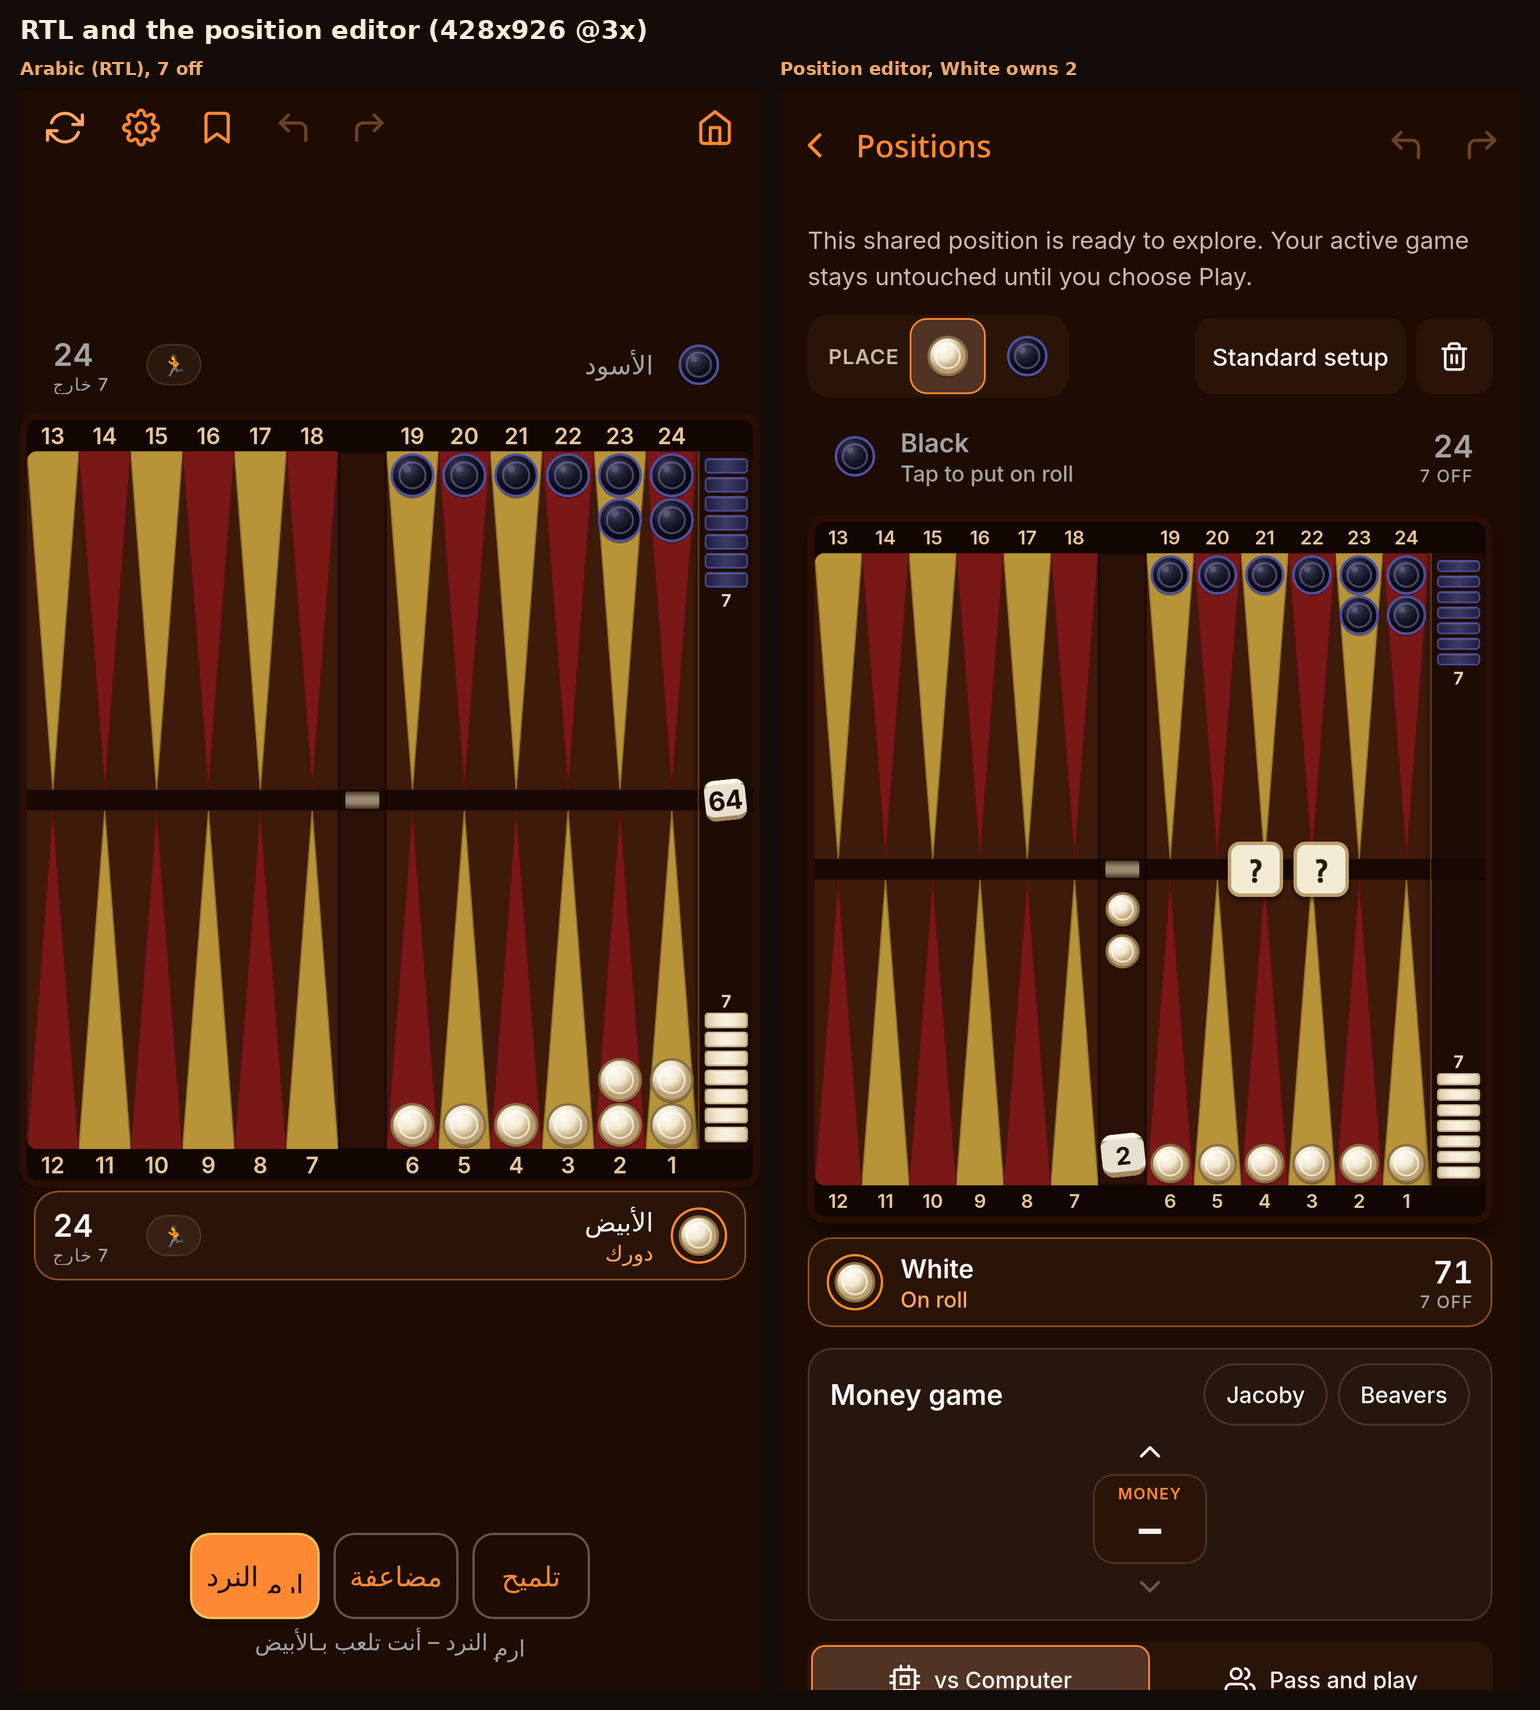 RTL and the position editor (428x926 @3x)
Arabic (RTL), 7 off
24
7 خارج
الأسود
13 14 15 16 17 18 19 20 21 22 23 24
7
64
7
12 11 10 9 8 7 6 5 4 3 2 1
24
7 خارج
الأبيض
دورك
تلميح
مضاعفة
ارم النرد
ارم النرد – أنت تلعب بالأبيض
Position editor, White owns 2
Positions
This shared position is ready to explore. Your active game
stays untouched until you choose Play.
PLACE
Standard setup
Black
Tap to put on roll
24
7 OFF
13 14 15 16 17 18 19 20 21 22 23 24
7
? ?
7
2
12 11 10 9 8 7 6 5 4 3 2 1
White
On roll
71
7 OFF
Money game
Jacoby
Beavers
MONEY
–
vs Computer
Pass and play